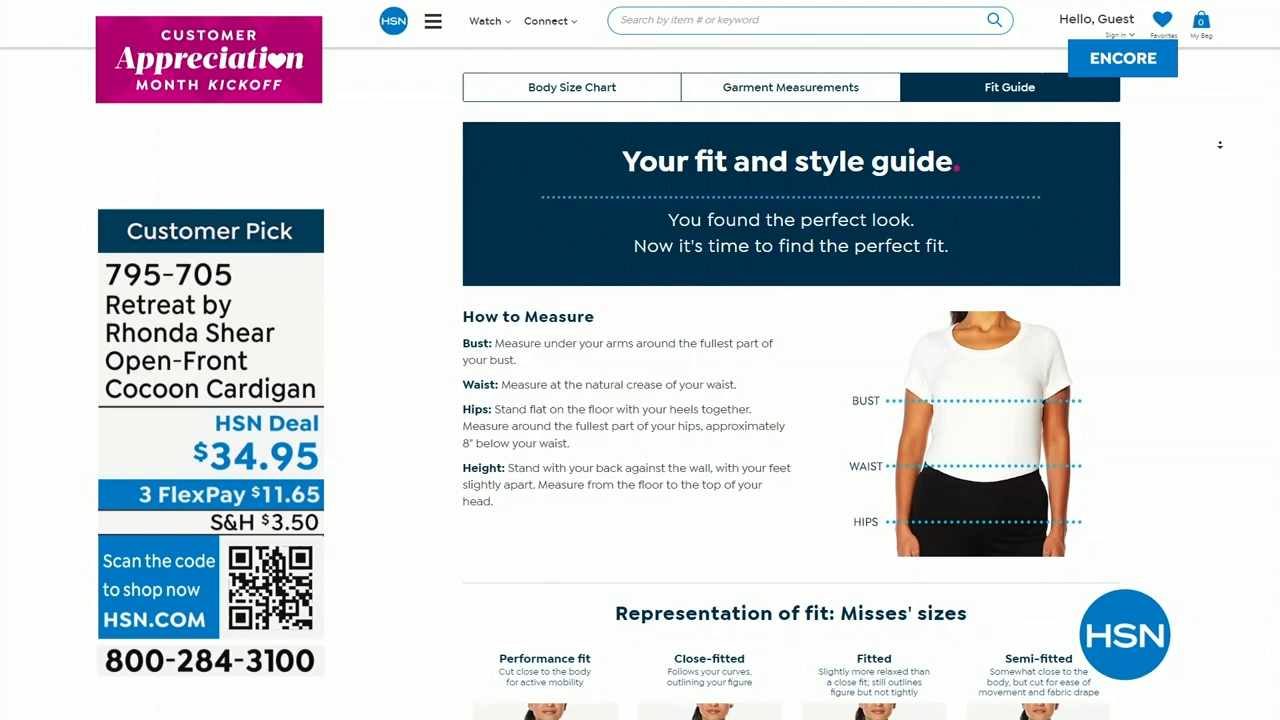 CUSTOMER
Appreciation
MONTH KICKOFF
HSN
Watch
Connect
Search by item # or keyword
Hello, Guest
Sign In
Favorites
0
My Bag
ENCORE
Body Size Chart
Garment Measurements
Fit Guide
Your fit and style guide.
You found the perfect look.
Now it's time to find the perfect fit.
Customer Pick
795-705
Retreat by
Rhonda Shear
Open-Front
Cocoon Cardigan
HSN Deal
$34.95
3 FlexPay $11.65
S&H $3.50
Scan the code
to shop now
HSN.COM
800-284-3100
How to Measure
Bust: Measure under your arms around the fullest part of
your bust.
Waist: Measure at the natural crease of your waist.
Hips: Stand flat on the floor with your heels together.
Measure around the fullest part of your hips, approximately
8" below your waist.
Height: Stand with your back against the wall, with your feet
slightly apart. Measure from the floor to the top of your
head.
BUST
WAIST
HIPS
Representation of fit: Misses' sizes
HSN
Performance fit
Cut close to the body
for active mobility
Close-fitted
Follows your curves,
outlining your figure
Fitted
Slightly more relaxed than
a close fit; still outlines
figure but not tightly
Semi-fitted
Somewhat close to the
body, but cut for ease of
movement and fabric drape